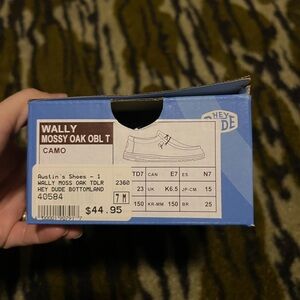 HEY
DUDE
WALLY
MOSSY OAK OBL T
CAMO
TD7 CAN E7 ES N7
23 UK K6.5 JP-CM 15
150 KR-MM 150 BR 25
Austin's Shoes - 1
WALLY MOSS OAK TDLR 2360
HEY DUDE BOTTOMLAND
40584 7 M
$44.95